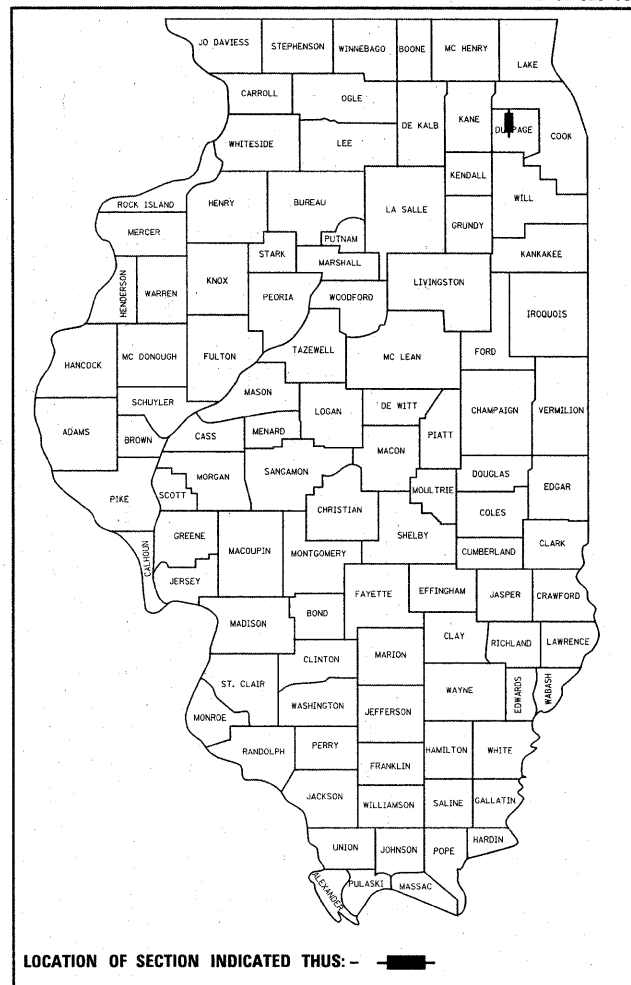 JO DAVIESS STEPHENSON WINNEBAGO BOONE MC HENRY LAKE
CARROLL OGLE DE KALB KANE DU PAGE COOK
WHITESIDE LEE
KENDALL WILL
ROCK ISLAND HENRY BUREAU LA SALLE GRUNDY
MERCER PUTNAM
STARK MARSHALL KANKAKEE
HENDERSON WARREN KNOX PEORIA WOODFORD LIVINGSTON IROQUOIS
HANCOCK MC DONOUGH FULTON TAZEWELL MC LEAN FORD
MASON
SCHUYLER LOGAN DE WITT CHAMPAIGN VERMILION
ADAMS BROWN CASS MENARD MACON PIATT
MORGAN SANGAMON DOUGLAS EDGAR
PIKE SCOTT CHRISTIAN MOULTRIE COLES
GREENE MACOUPIN MONTGOMERY SHELBY CUMBERLAND CLARK
CALHOUN JERSEY
FAYETTE EFFINGHAM JASPER CRAWFORD
MADISON BOND
CLAY RICHLAND LAWRENCE
CLINTON MARION
ST. CLAIR WAYNE EDWARDS WABASH
WASHINGTON JEFFERSON
MONROE
RANDOLPH PERRY HAMILTON WHITE
FRANKLIN
JACKSON WILLIAMSON SALINE GALLATIN
UNION JOHNSON POPE HARDIN
ALEXANDER PULASKI MASSAC
LOCATION OF SECTION INDICATED THUS: -